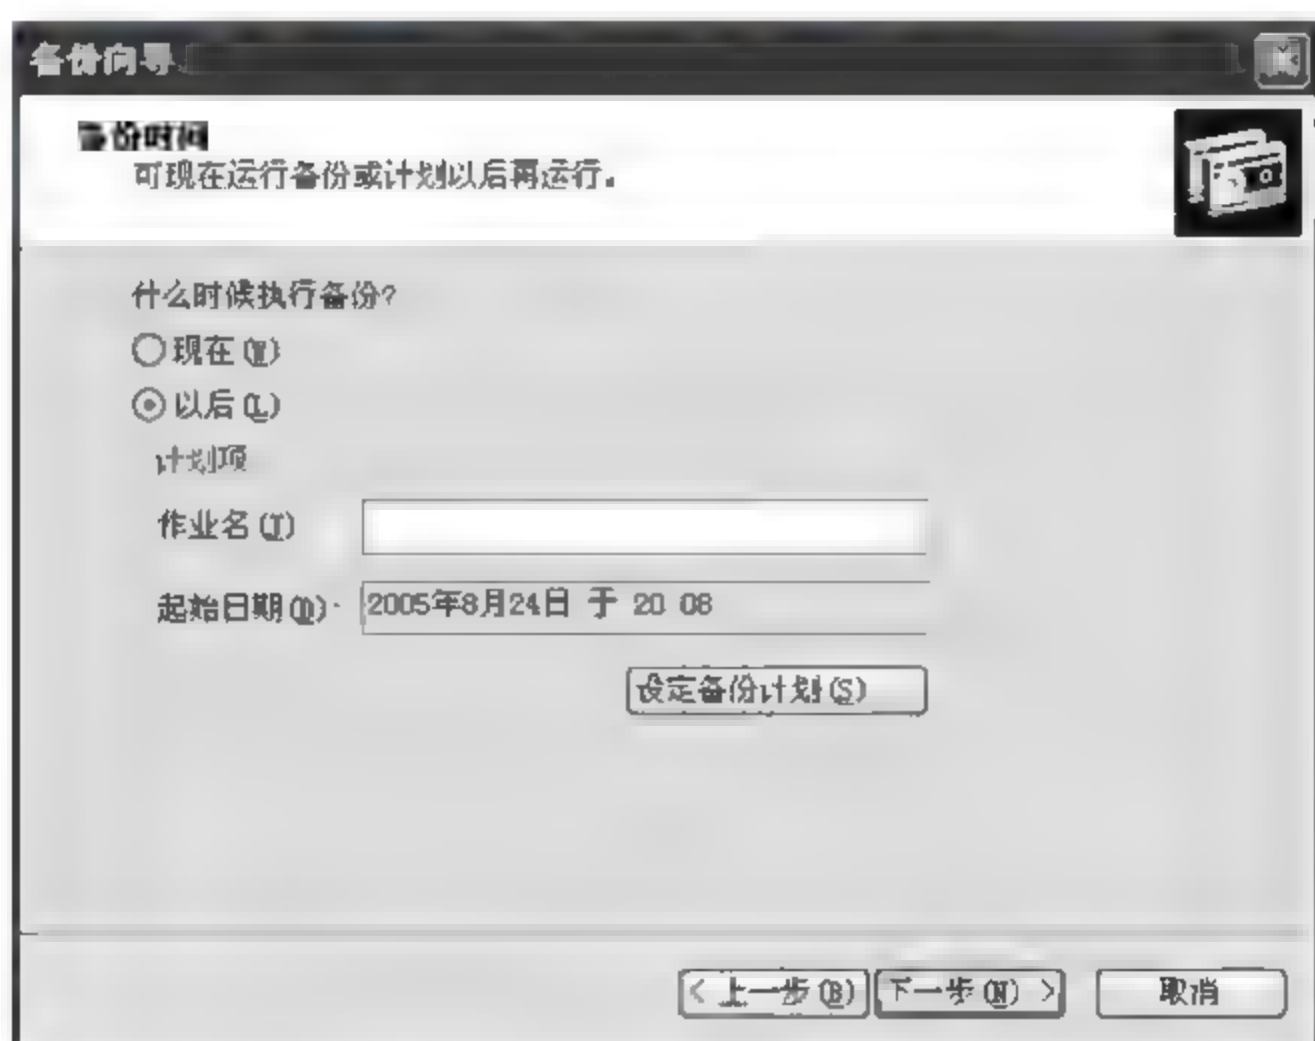 备份向导
备份时间
可现在运行备份或计划以后再运行。
什么时候执行备份?
现在(W)
以后(L)
计划项
作业名(J)
起始日期(D): 2005年8月24日 于 20 08
设定备份计划(S)
< 上一步(B) 下一步(N) > 取消